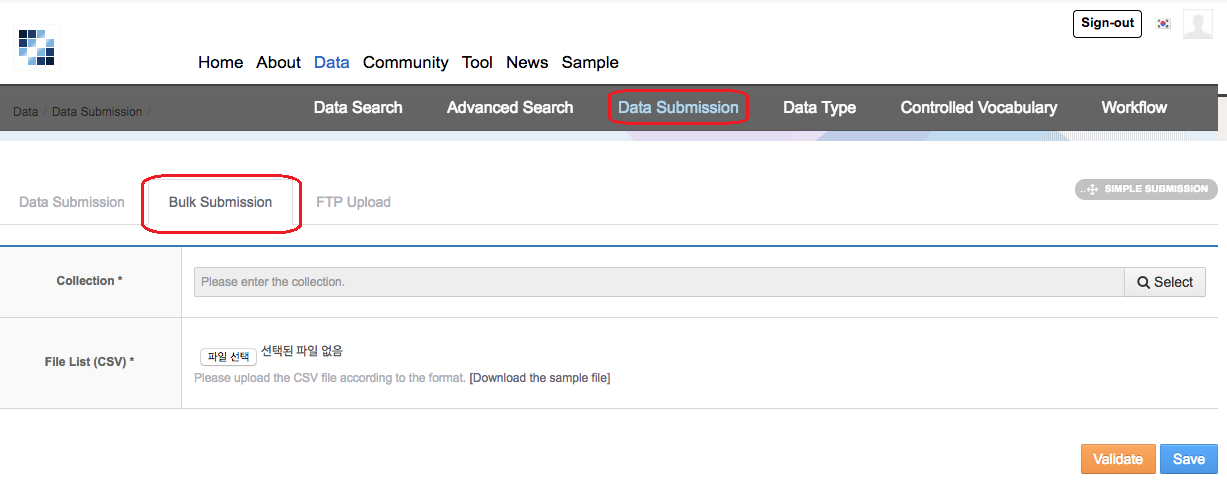 Sign-out
Home About Data Community Tool News Sample
Data / Data Submission /
Data Search Advanced Search Data Submission Data Type Controlled Vocabulary Workflow
Data Submission Bulk Submission FTP Upload
SIMPLE SUBMISSION
Collection *
Please enter the collection.
Select
File List (CSV) *
파일 선택 선택된 파일 없음
Please upload the CSV file according to the format. [Download the sample file]
Validate Save